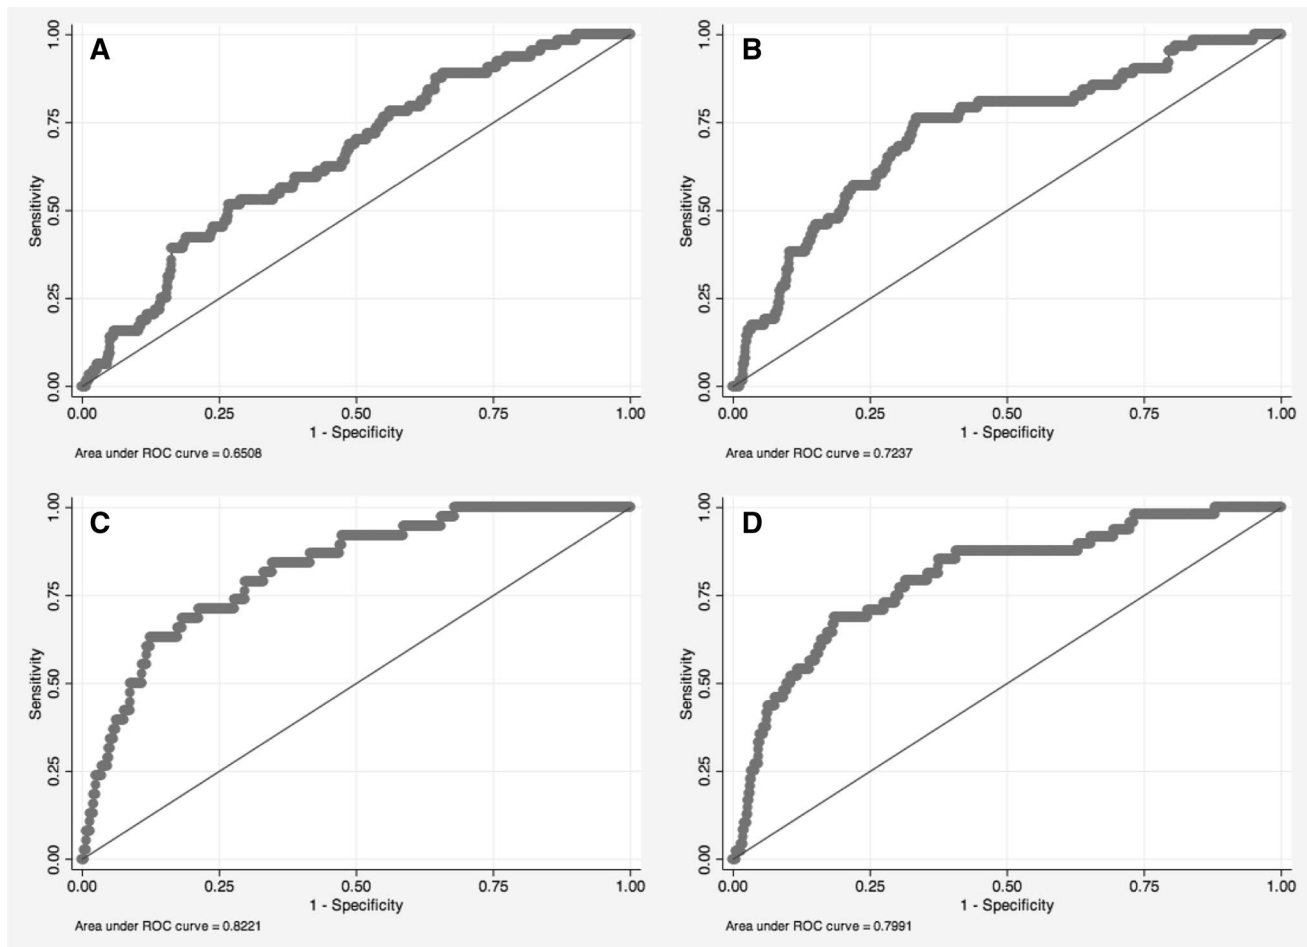 A
1.00
0.75
0.50
0.25
0.00
Sensitivity
0.00 0.25 0.50 0.75 1.00
1 - Specificity
Area under ROC curve = 0.6508
B
1.00
0.75
0.50
0.25
0.00
Sensitivity
0.00 0.25 0.50 0.75 1.00
1 - Specificity
Area under ROC curve = 0.7237
C
1.00
0.75
0.50
0.25
0.00
Sensitivity
0.00 0.25 0.50 0.75 1.00
1 - Specificity
Area under ROC curve = 0.8221
D
1.00
0.75
0.50
0.25
0.00
Sensitivity
0.00 0.25 0.50 0.75 1.00
1 - Specificity
Area under ROC curve = 0.7991